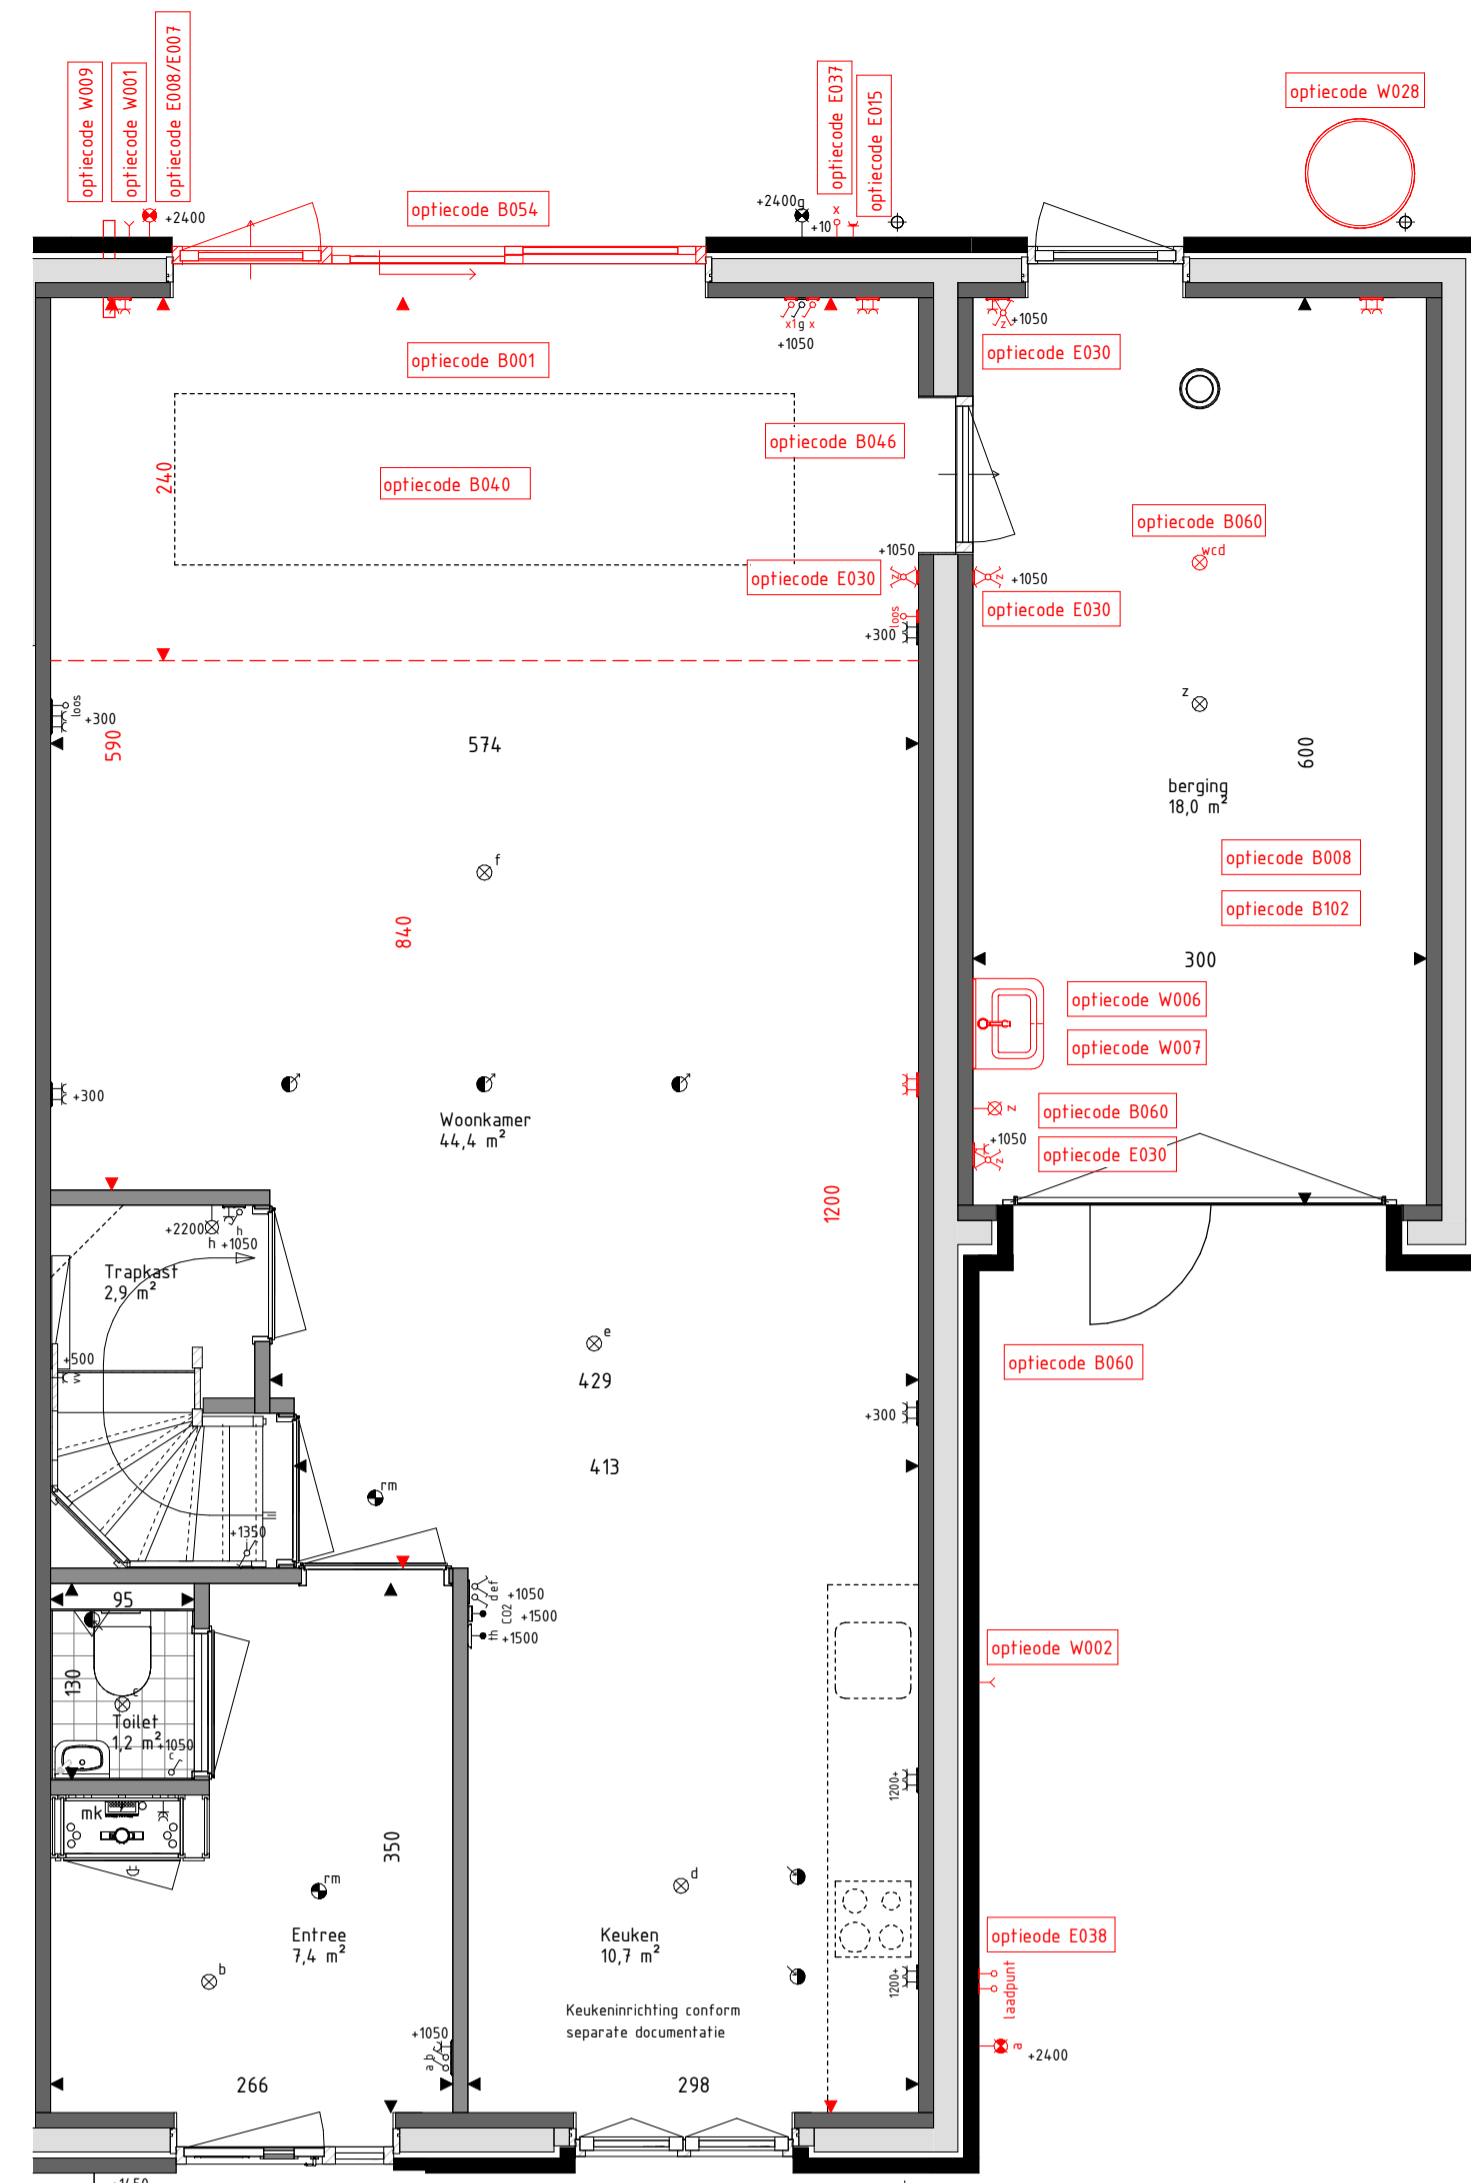 optiecode W009
optiecode W001
optiecode E008/E007
+2400
optiecode B054
+2400
g
optiecode E037
optiecode E015
x
+10
optiecode W028
x1 g x
+1050
z
+1050
optiecode B001
optiecode E030
optiecode B046
240
optiecode B040
optiecode B060
wcd
+1050
optiecode E030
z
z
+1050
optiecode E030
loos
+300
loos
+300
z
590
574
600
berging
18,0 m²
f
optiecode B008
840
optiecode B102
300
optiecode W006
optiecode W007
+300
Woonkamer
44,4 m²
z
optiecode B060
+1050
z
optiecode E030
1200
+2200
h
h
+1050
Trapkast
2,9 m²
e
+500
429
optiecode B060
+300
413
rm
+1350
95
def
+1050
CO2
+1500
th
+1500
130
c
Toilet
1,2 m²
+1050
c
optieode W002
1200+
mk
350
rm
d
Entree
7,4 m²
Keuken
10,7 m²
optieode E038
b
1200+
laadpunt
Keukeninrichting conform
separate documentatie
+1050
a b c
a
+2400
266
298